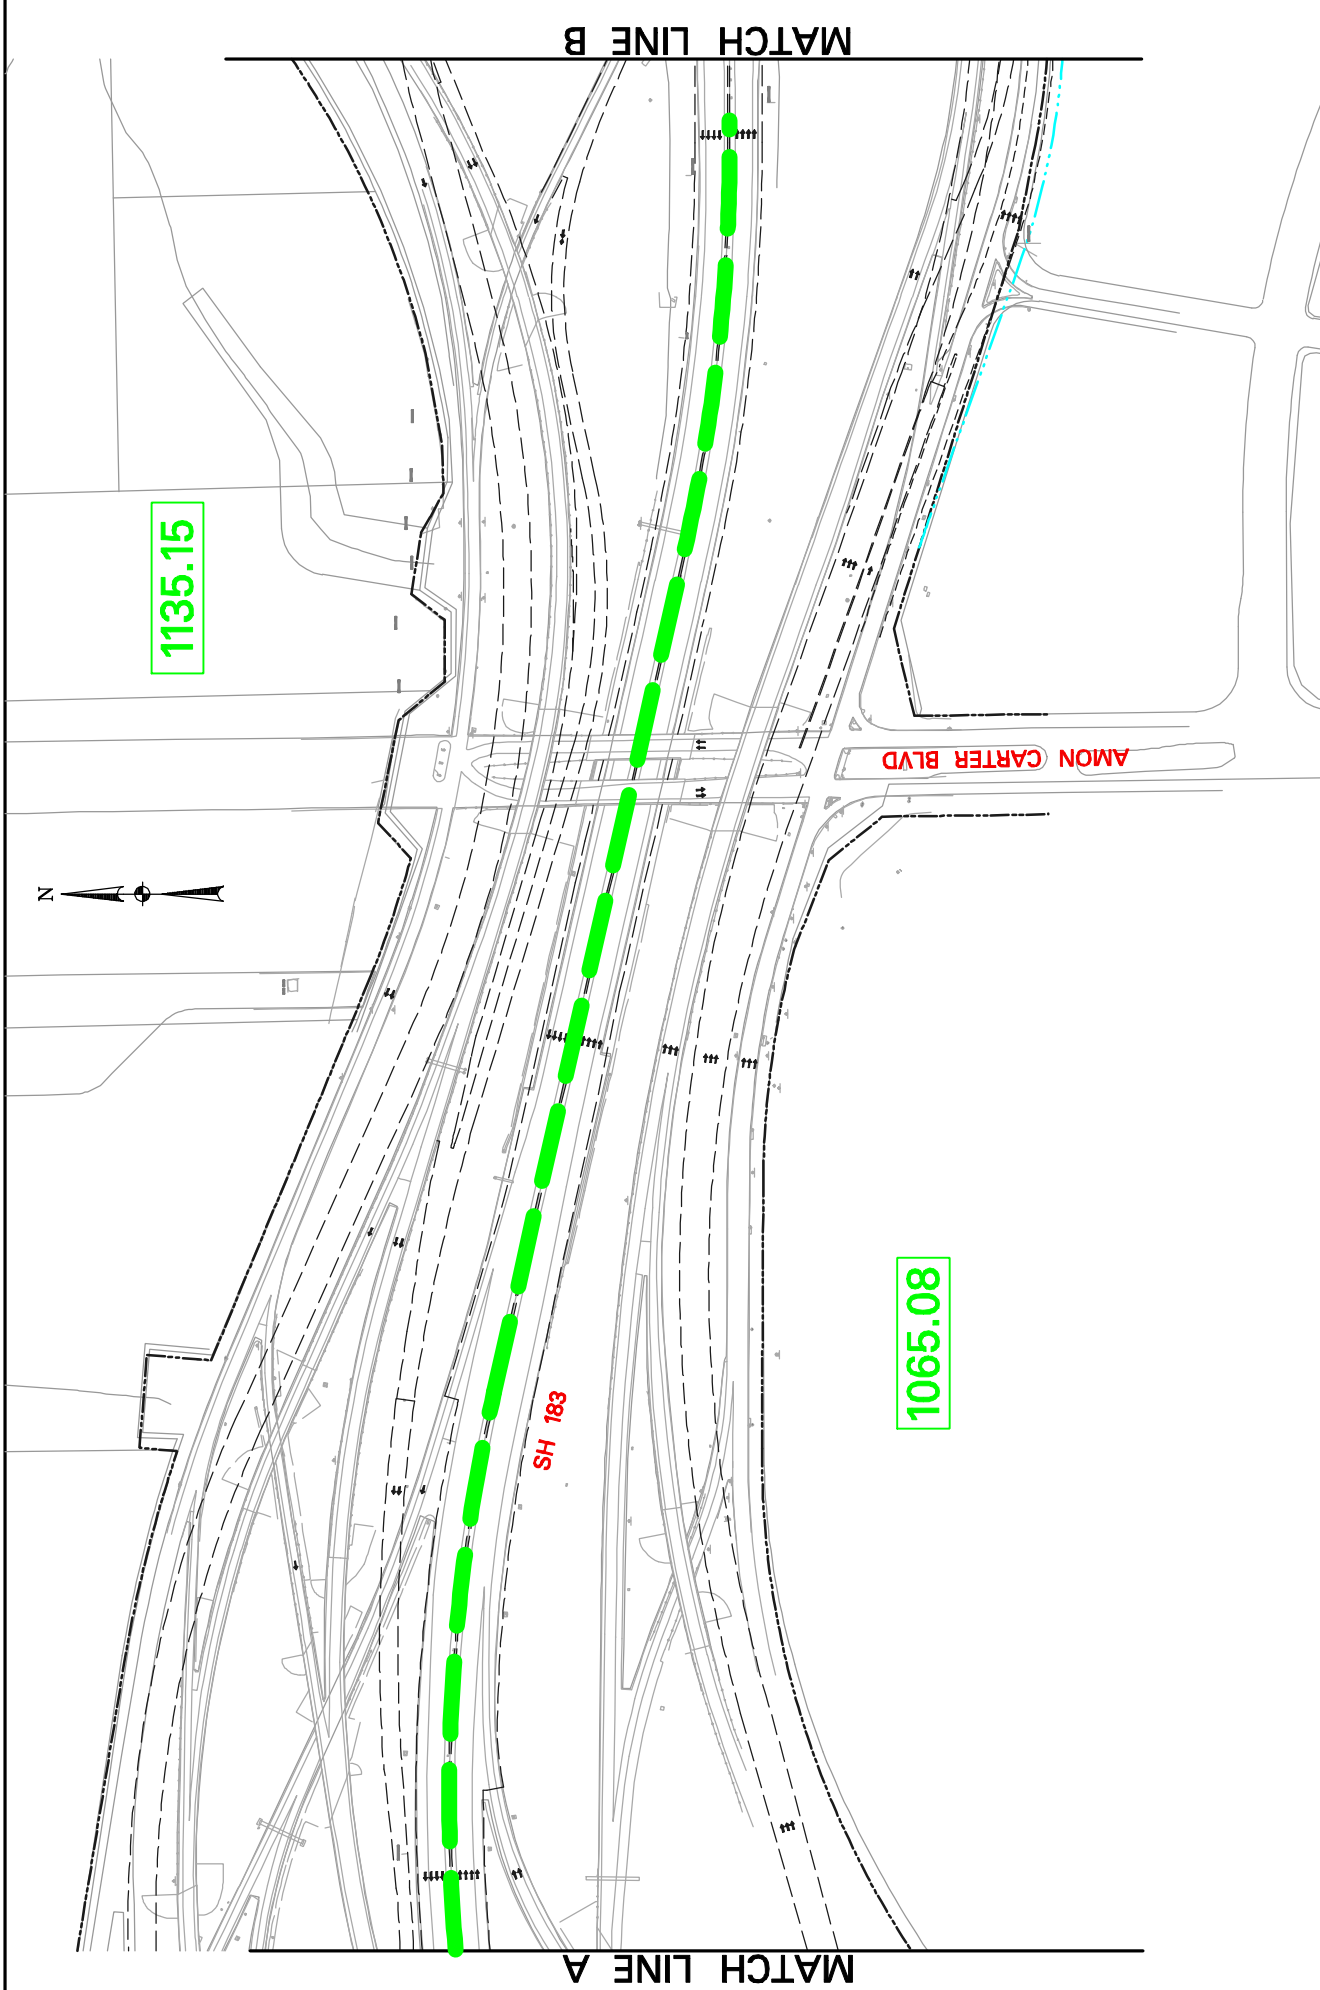 MATCH LINE B
1135.15
AMON CARTER BLVD
N
1065.08
SH 183
MATCH LINE A